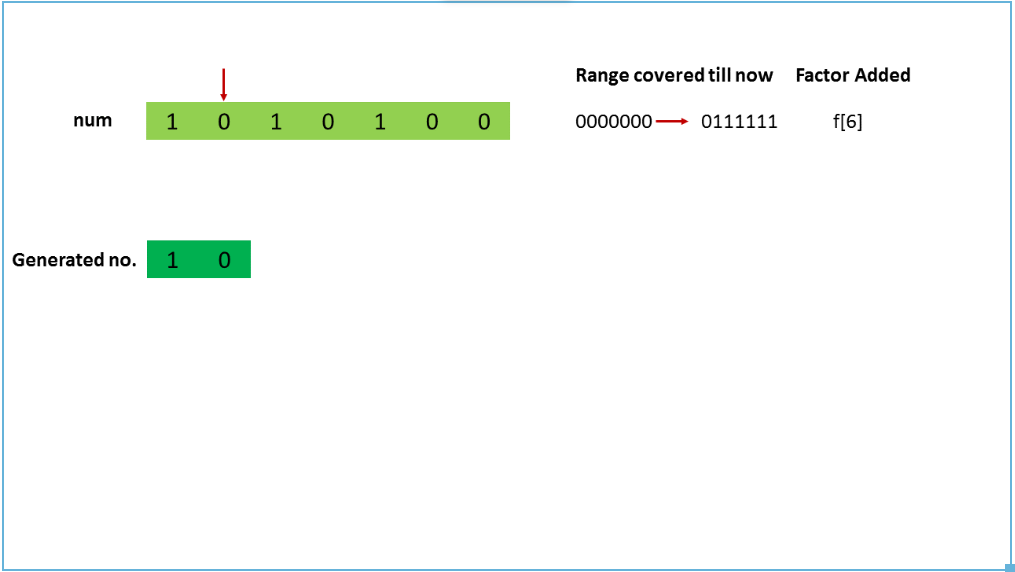 Range covered till now Factor Added
num 1 0 1 0 1 0 0 0000000 0111111 f[6]
Generated no. 1 0